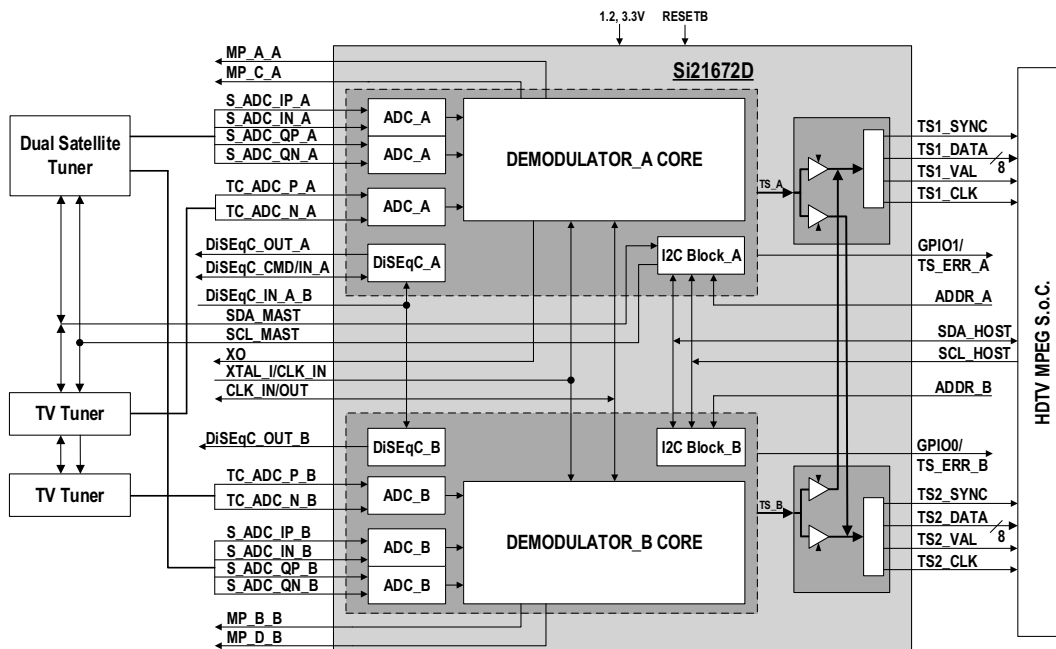 1.2, 3.3V
RESETB
Si21672D
MP_A_A
MP_C_A
S_ADC_IP_A
S_ADC_IN_A
S_ADC_QP_A
S_ADC_QN_A
TC_ADC_P_A
TC_ADC_N_A
DiSEqC_OUT_A
DiSEqC_CMD/IN_A
DiSEqC_IN_A_B
SDA_MAST
SCL_MAST
XO
XTAL_I/CLK_IN
CLK_IN/OUT
DiSEqC_OUT_B
TC_ADC_P_B
TC_ADC_N_B
S_ADC_IP_B
S_ADC_IN_B
S_ADC_QP_B
S_ADC_QN_B
MP_B_B
MP_D_B
Dual Satellite
Tuner
TV Tuner
TV Tuner
ADC_A
ADC_A
ADC_A
DiSEqC_A
DEMODULATOR_A CORE
I2C Block_A
DiSEqC_B
I2C Block_B
ADC_B
ADC_B
ADC_B
DEMODULATOR_B CORE
TS_A
TS_B
TS1_SYNC
TS1_DATA
8
TS1_VAL
TS1_CLK
GPIO1/
TS_ERR_A
ADDR_A
SDA_HOST
SCL_HOST
ADDR_B
GPIO0/
TS_ERR_B
TS2_SYNC
TS2_DATA
8
TS2_VAL
TS2_CLK
HDTV MPEG S.o.C.